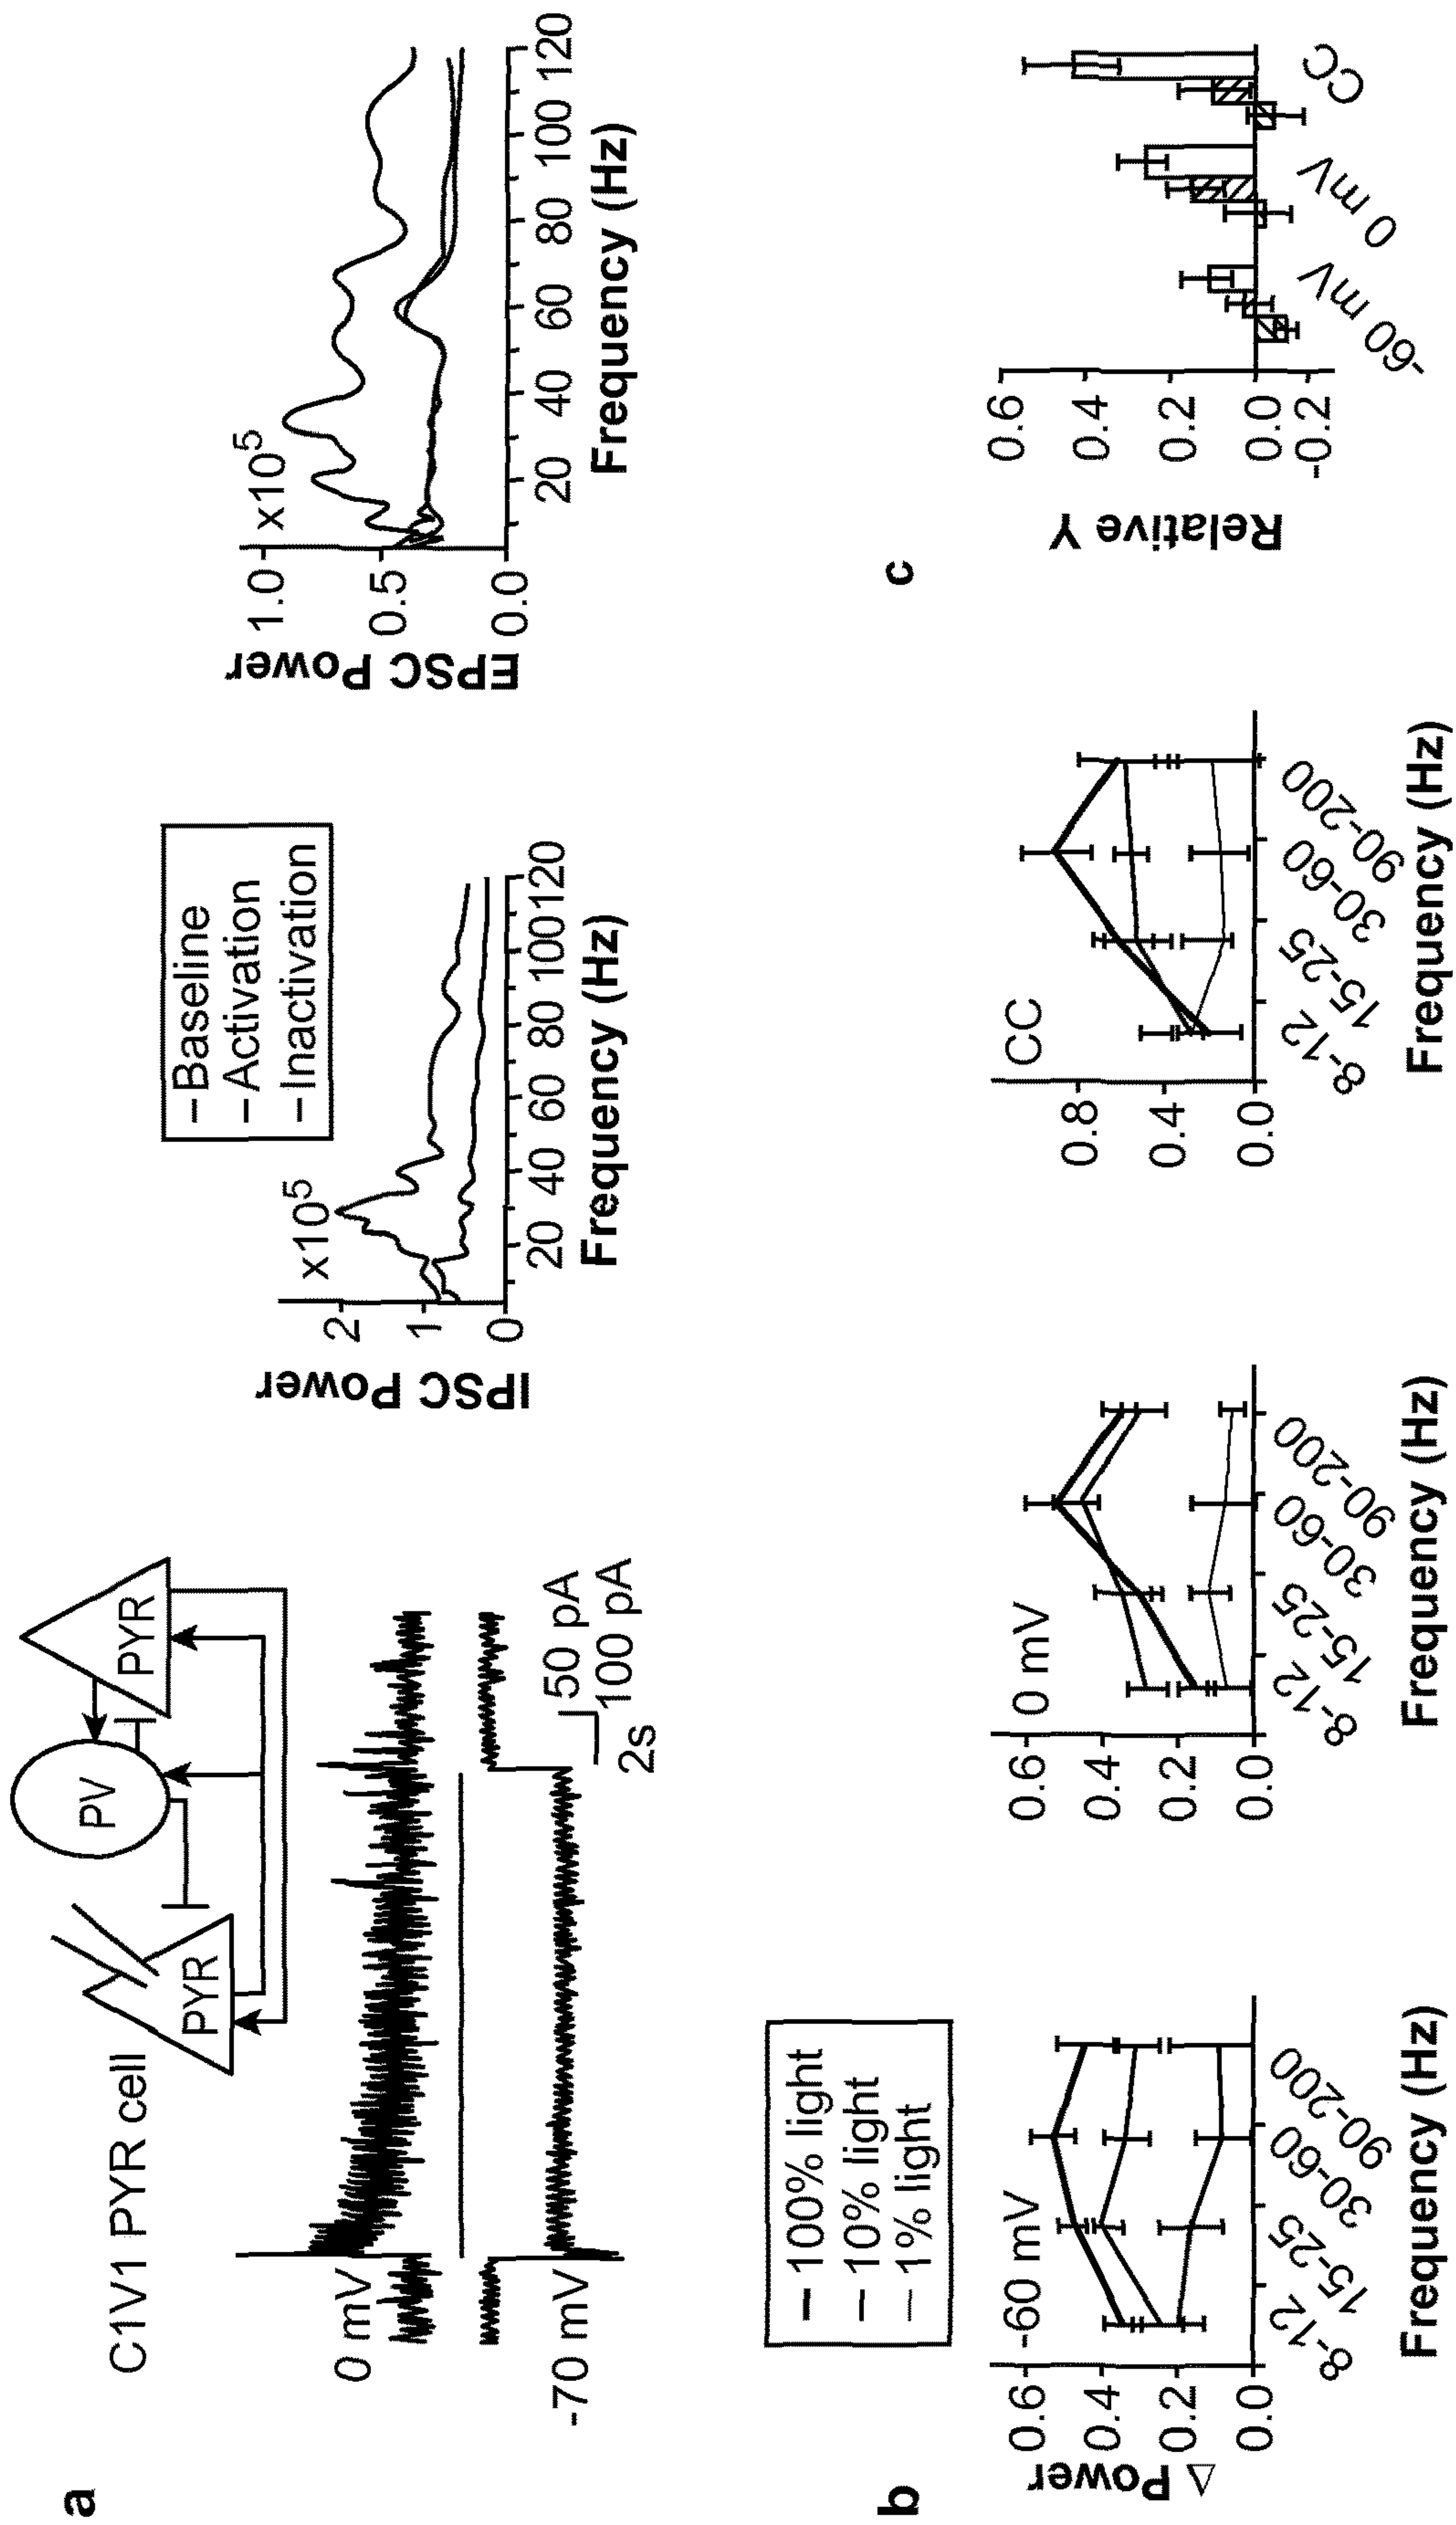 a
C1V1 PYR cell
PYR
PV
PYR
0 mV
-70 mV
50 pA
100 pA
2s
IPSC Power
2
1
0
x10⁵
20 40 60 80 100 120
Frequency (Hz)
– Baseline
– Activation
– Inactivation
EPSC Power
1.0
0.5
0.0
x10⁵
20 40 60 80 100 120
Frequency (Hz)
b
– 100% light
– 10% light
– 1% light
Δ Power
-60 mV
0.6
0.4
0.2
0.0
8-12 15-25 30-60 90-200
Frequency (Hz)
0 mV
0.6
0.4
0.2
0.0
8-12 15-25 30-60 90-200
Frequency (Hz)
CC
0.8
0.4
0.0
8-12 15-25 30-60 90-200
Frequency (Hz)
c
Relative Y
0.6
0.4
0.2
0.0
-0.2
-60 mV 0 mV CC